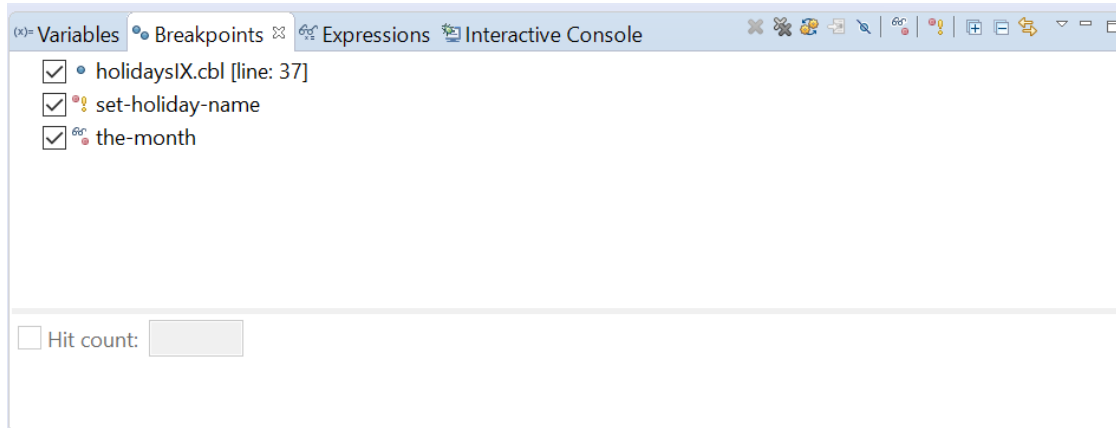 (x)= Variables Breakpoints Expressions Interactive Console
holidaysIX.cbl [line: 37]
set-holiday-name
the-month
Hit count: